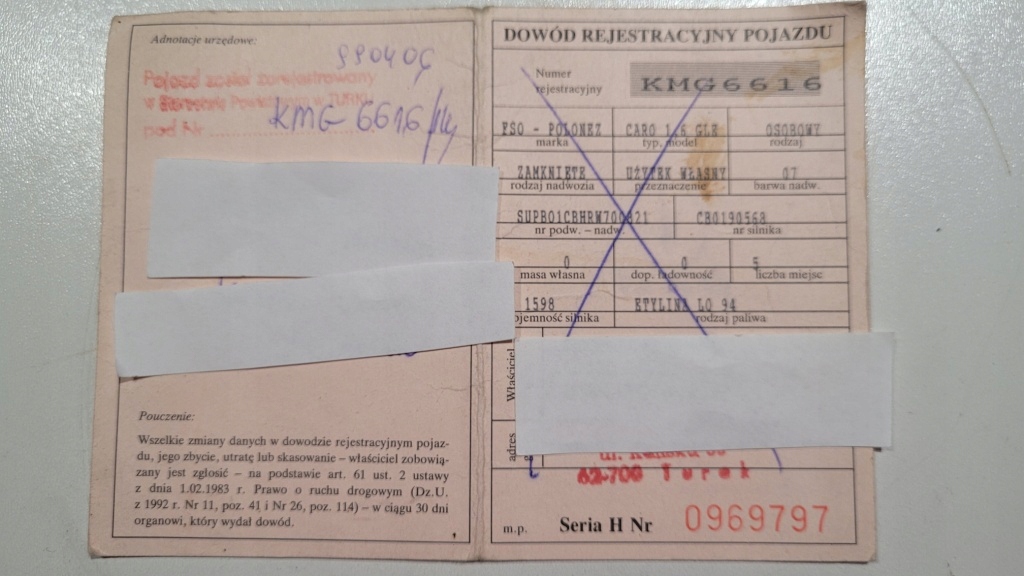 Adnotacje urzędowe:
Pojazd został zarejestrowany
w Powiatowym w TURKU
pod Nr KMG 6616/
Pouczenie:
Wszelkie zmiany danych w dowodzie rejestracyjnym pojaz-
du, jego zbycie, utratę lub skasowanie – właściciel zobowią-
zany jest zgłosić – na podstawie art. 61 ust. 2 ustawy
z dnia 1.02.1983 r. Prawo o ruchu drogowym (Dz.U.
z 1992 r. Nr 11, poz. 41 i Nr 26, poz. 114) – w ciągu 30 dni
organowi, który wydał dowód.
DOWÓD REJESTRACYJNY POJAZDU
Numer
rejestracyjny
KMG6616
FSO - POLONEZ CARO 1,6 GLE OSOBOWY
marka typ, model rodzaj
ZAMKNIĘTE UŻYTEK WŁASNY 07
rodzaj nadwozia przeznaczenie barwa nadw.
CB0190568
nr podw. – nadw. nr silnika
0 0 5
masa własna dop. ładowność liczba miejsc
1598 ETYLINA LO 94
pojemność silnika rodzaj paliwa
Właściciel
adres
62-700 Turek
m.p. Seria H Nr 0969797